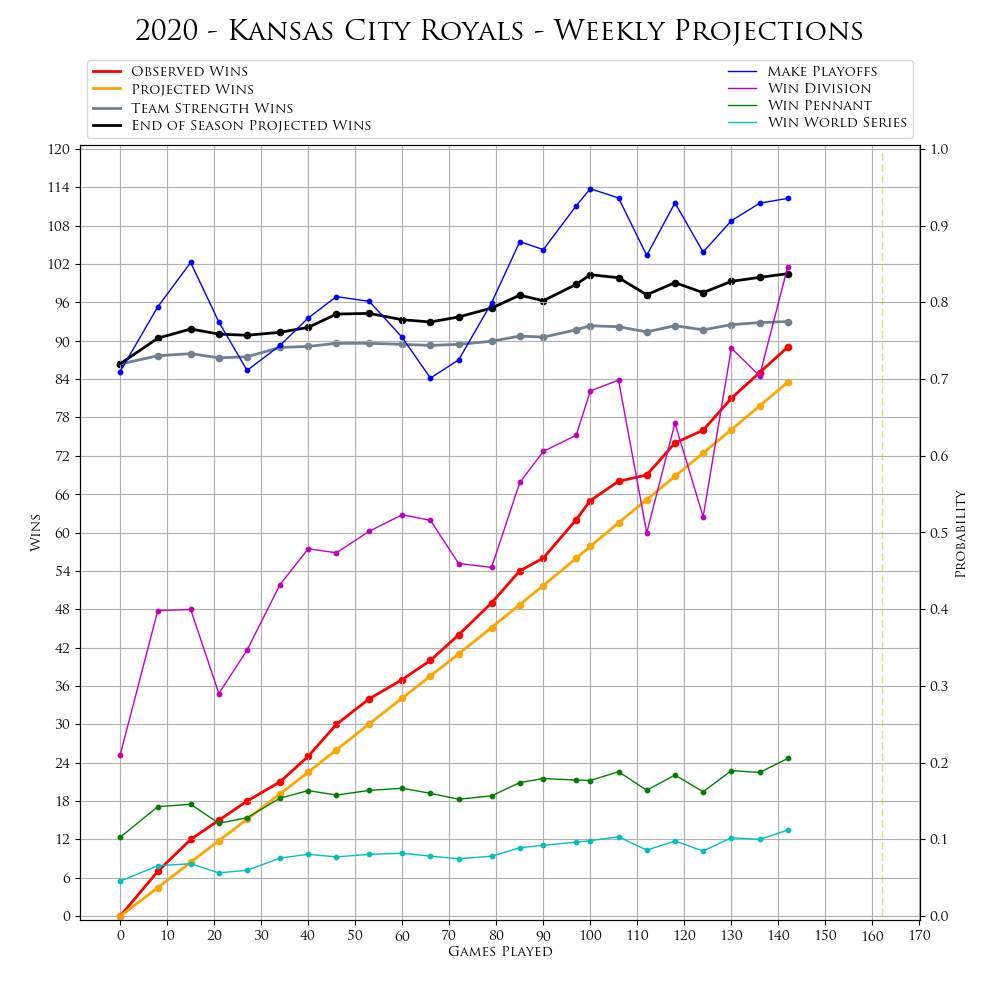 2020 - Kansas City Royals - Weekly Projections
Observed Wins
Projected Wins
Team Strength Wins
End of Season Projected Wins
Make Playoffs
Win Division
Win Pennant
Win World Series
120
114
108
102
96
90
84
78
72
66
60
54
48
42
36
30
24
18
12
6
0
Wins
1.0
0.9
0.8
0.7
0.6
0.5
0.4
0.3
0.2
0.1
0.0
Probability
0 10 20 30 40 50 60 70 80 90 100 110 120 130 140 150 160 170
Games Played